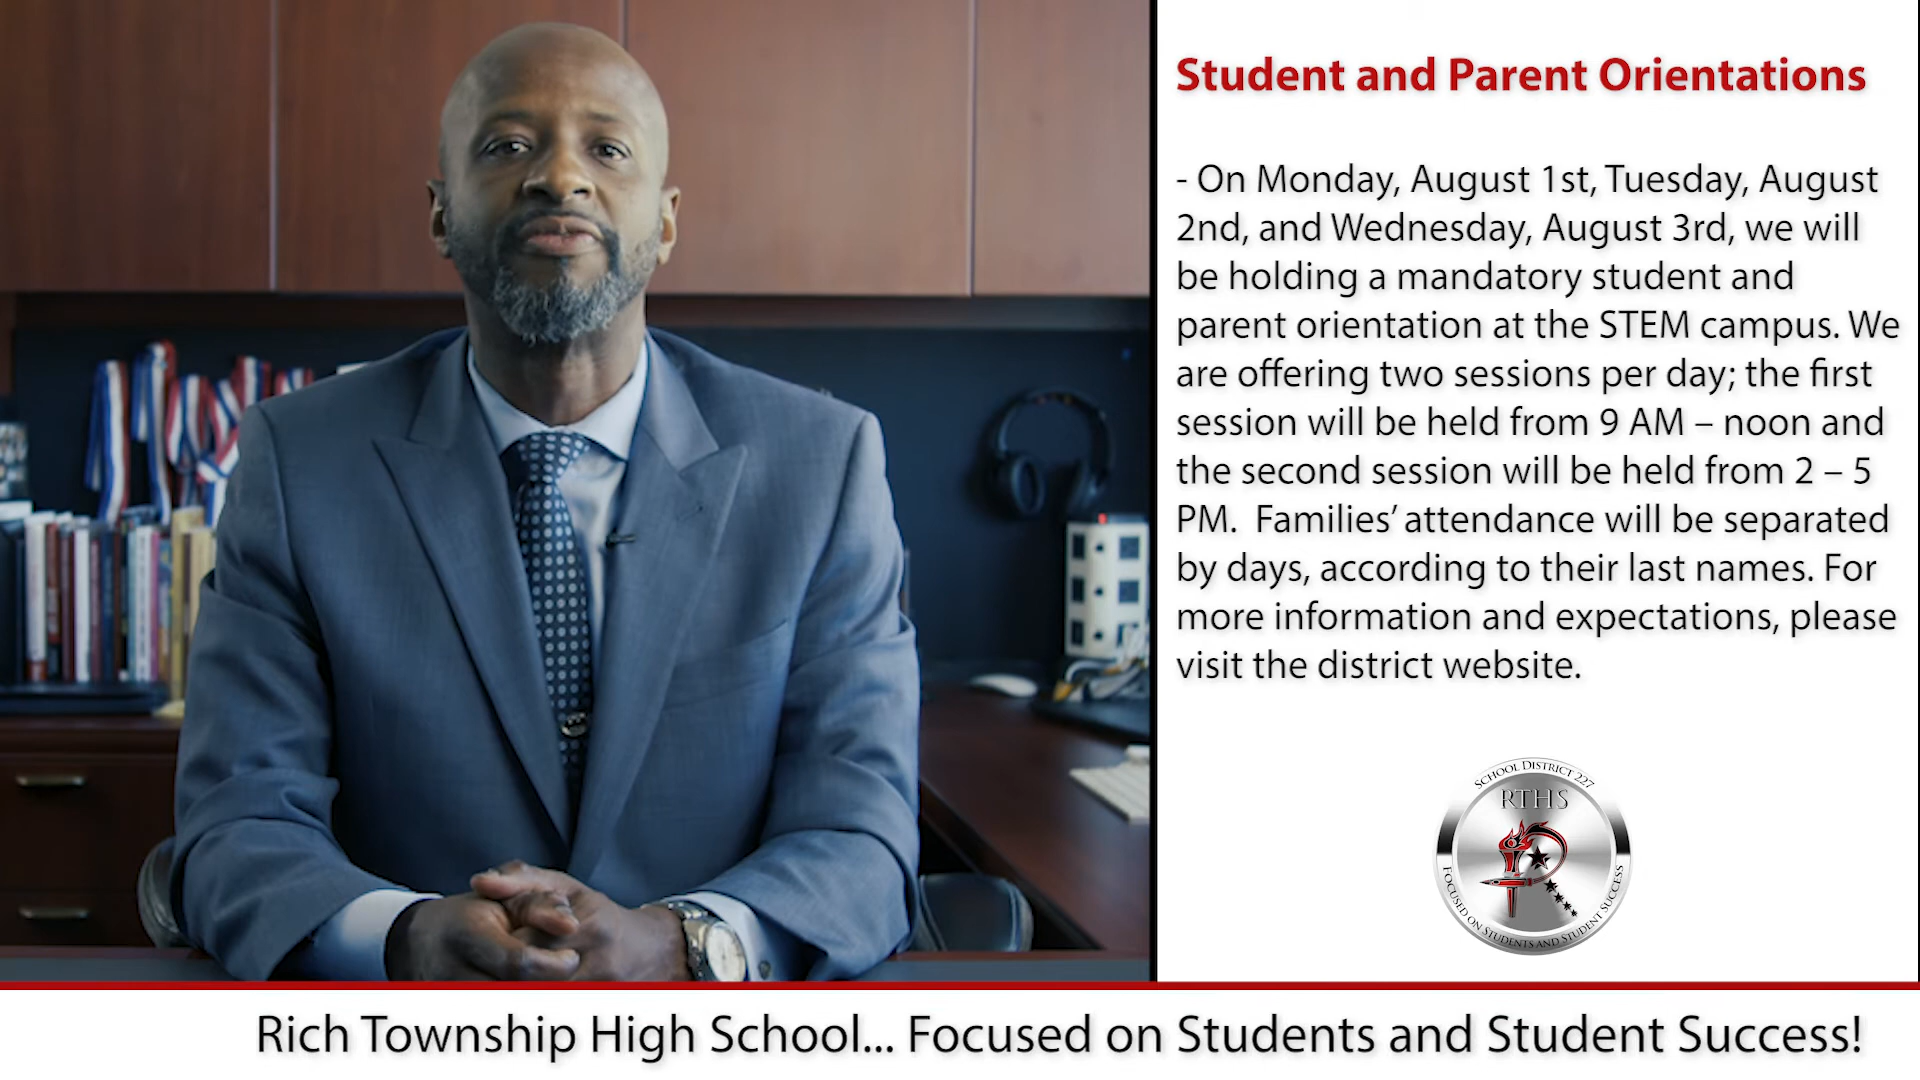 Student and Parent Orientations
- On Monday, August 1st, Tuesday, August
2nd, and Wednesday, August 3rd, we will
be holding a mandatory student and
parent orientation at the STEM campus. We
are offering two sessions per day; the first
session will be held from 9 AM – noon and
the second session will be held from 2 – 5
PM.  Families’ attendance will be separated
by days, according to their last names. For
more information and expectations, please
visit the district website.
School District 227
RTHS
Focused on Students and Student Success
Rich Township High School... Focused on Students and Student Success!